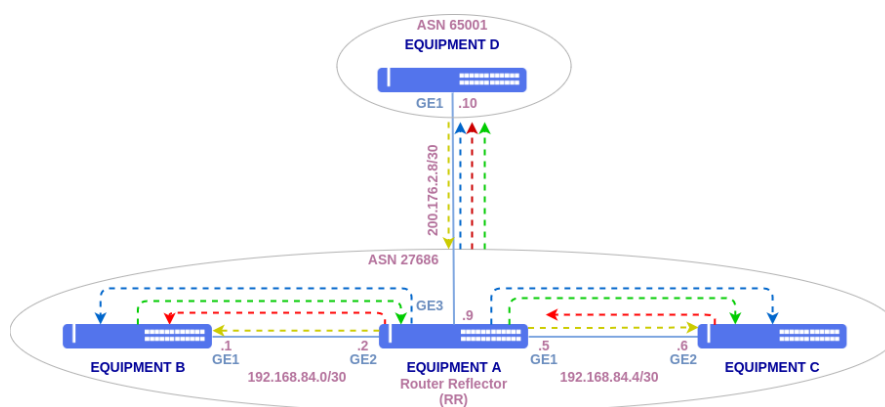 ASN 65001
EQUIPMENT D
GE1
.10
200.176.2.8/30
ASN 27686
GE3
.9
.1
.2
.5
.6
GE1
GE2
GE1
GE2
EQUIPMENT B
EQUIPMENT A
EQUIPMENT C
192.168.84.0/30
Router Reflector
(RR)
192.168.84.4/30